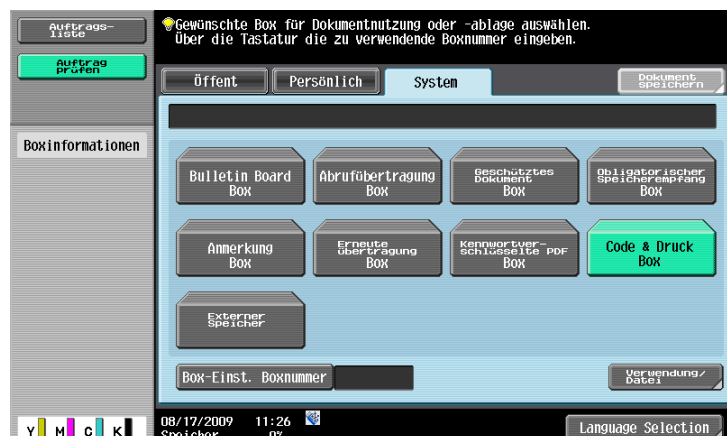 Auftrags-
liste
Auftrag
prüfen
Boxinformationen
Gewünschte Box für Dokumentnutzung oder -ablage auswählen.
Über die Tastatur die zu verwendende Boxnummer eingeben.
Öffent
Persönlich
System
Dokument
speichern
Bulletin Board
Box
Abrufübertragung
Box
Geschütztes
Dokument
Box
Obligatorischer
Speicherempfang
Box
Anmerkung
Box
Erneute
Übertragung
Box
Kennwortver-
schlüsselte PDF
Box
Code & Druck
Box
Externer
Speicher
Box-Einst. Boxnummer
Verwendung/
Datei
Y M C K
08/17/2009 11:26
Speicher 0%
Language Selection